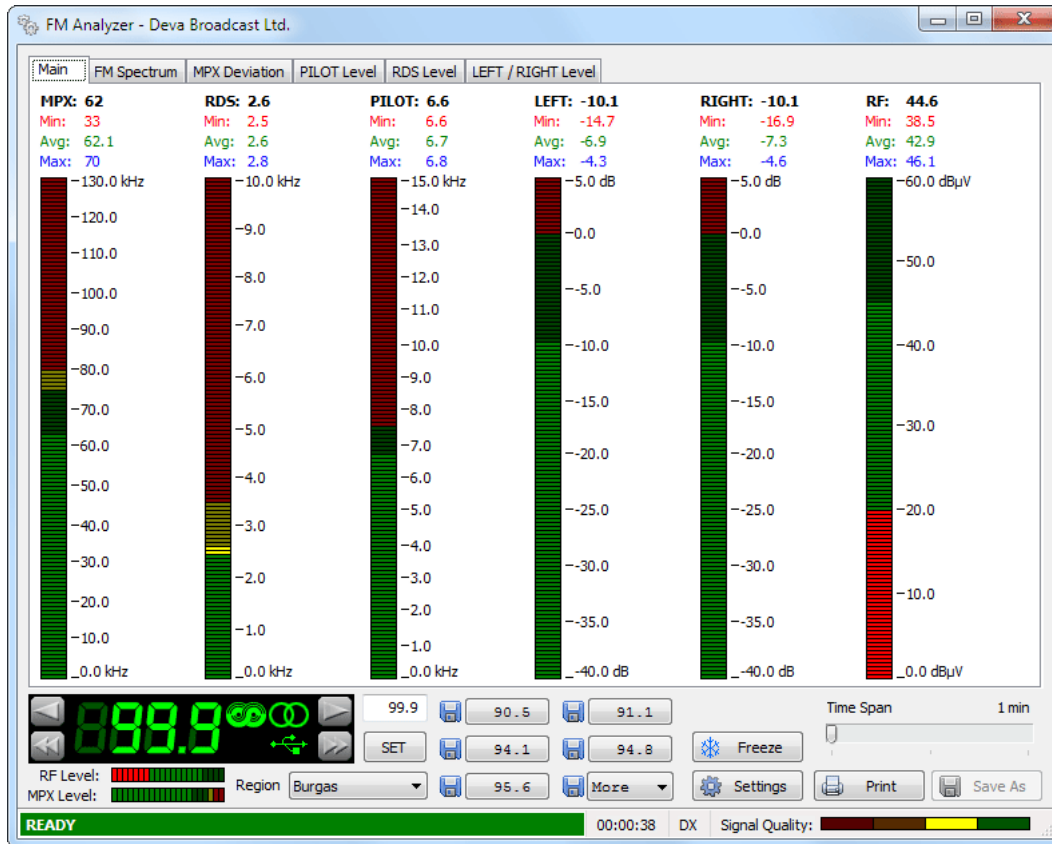 FM Analyzer - Deva Broadcast Ltd.
Main FM Spectrum MPX Deviation PILOT Level RDS Level LEFT / RIGHT Level
MPX: 62 RDS: 2.6 PILOT: 6.6 LEFT: -10.1 RIGHT: -10.1 RF: 44.6
Min: 33 Min: 2.5 Min: 6.6 Min: -14.7 Min: -16.9 Min: 38.5
Avg: 62.1 Avg: 2.6 Avg: 6.7 Avg: -6.9 Avg: -7.3 Avg: 42.9
Max: 70 Max: 2.8 Max: 6.8 Max: -4.3 Max: -4.6 Max: 46.1
130.0 kHz
120.0
110.0
100.0
90.0
80.0
70.0
60.0
50.0
40.0
30.0
20.0
10.0
0.0 kHz
10.0 kHz
9.0
8.0
7.0
6.0
5.0
4.0
3.0
2.0
1.0
0.0 kHz
15.0 kHz
14.0
13.0
12.0
11.0
10.0
9.0
8.0
7.0
6.0
5.0
4.0
3.0
2.0
1.0
0.0 kHz
5.0 dB
0.0
-5.0
-10.0
-15.0
-20.0
-25.0
-30.0
-35.0
-40.0 dB
5.0 dB
0.0
-5.0
-10.0
-15.0
-20.0
-25.0
-30.0
-35.0
-40.0 dB
60.0 dBµV
50.0
40.0
30.0
20.0
10.0
0.0 dBµV
99.9
99.9
SET
90.5 91.1
94.1 94.8
95.6 More
Freeze
Settings
Time Span 1 min
Print Save As
RF Level:
MPX Level:
Region Burgas
READY 00:00:38 DX Signal Quality: